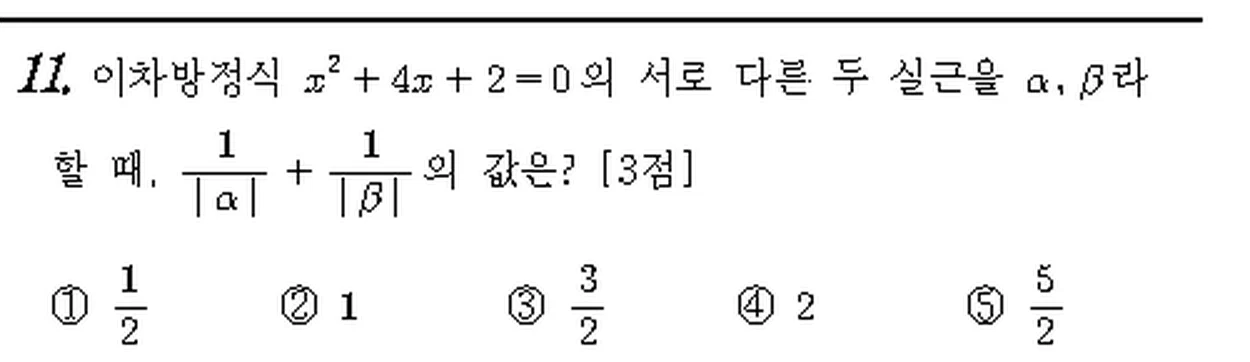 11. 이차방정식 x² + 4x + 2 = 0의 서로 다른 두 실근을 α, β라
할 때, 1/|α| + 1/|β| 의 값은? [3점]
① 1/2 ② 1 ③ 3/2 ④ 2 ⑤ 5/2